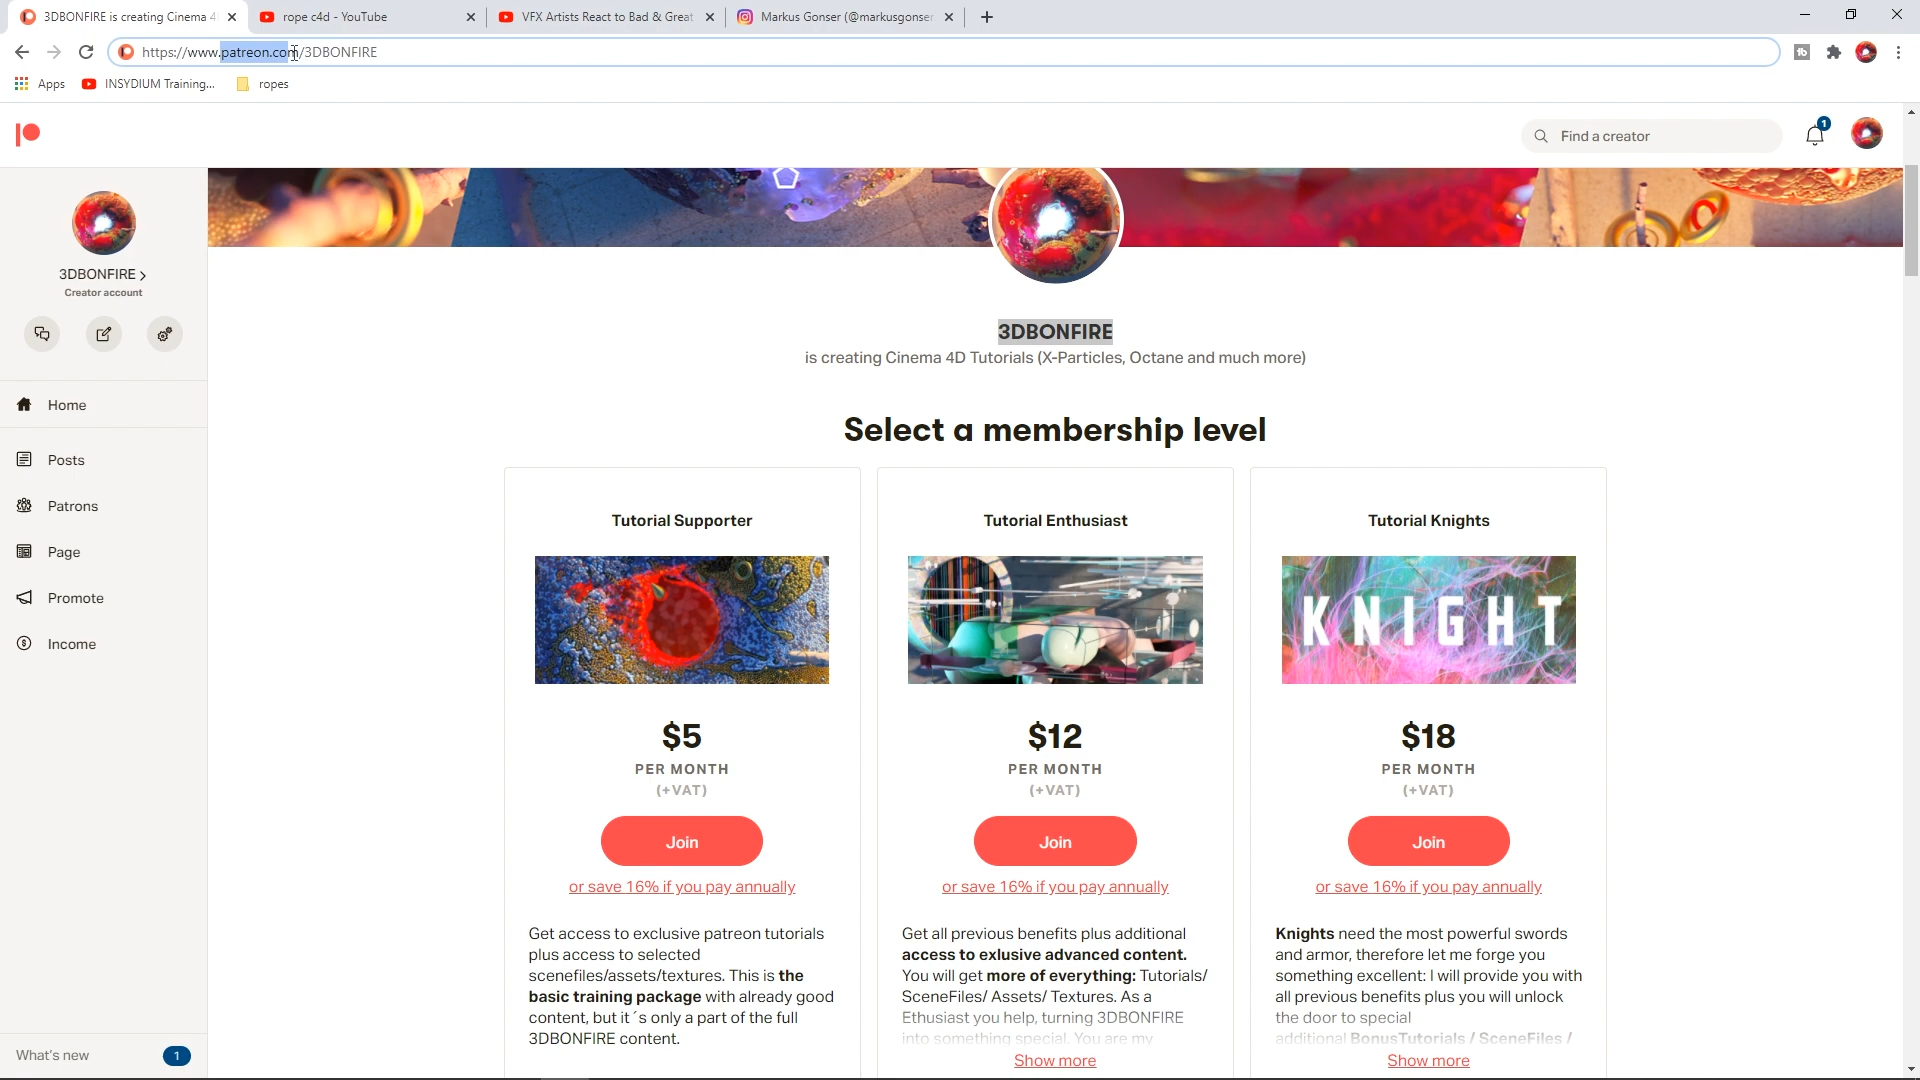 3DBONFIRE is creating Cinema 4
rope c4d - YouTube
VFX Artists React to Bad & Great
Markus Gonser (@markusgonser
https://www.patreon.com/3DBONFIRE
Apps
INSYDIUM Training...
ropes
Find a creator
1
3DBONFIRE
Creator account
Home
Posts
Patrons
Page
Promote
Income
What's new
1
3DBONFIRE
is creating Cinema 4D Tutorials (X-Particles, Octane and much more)
Select a membership level
Tutorial Supporter
$5
PER MONTH
(+VAT)
Join
or save 16% if you pay annually
Get access to exclusive patreon tutorials
plus access to selected
scenefiles/assets/textures. This is the
basic training package with already good
content, but it´s only a part of the full
3DBONFIRE content.
Tutorial Enthusiast
$12
PER MONTH
(+VAT)
Join
or save 16% if you pay annually
Get all previous benefits plus additional
access to exlusive advanced content.
You will get more of everything: Tutorials/
SceneFiles/ Assets/ Textures. As a
Ethusiast you help, turning 3DBONFIRE
into something special. You are my
Show more
Tutorial Knights
KNIGHT
$18
PER MONTH
(+VAT)
Join
or save 16% if you pay annually
Knights need the most powerful swords
and armor, therefore let me forge you
something excellent: I will provide you with
all previous benefits plus you will unlock
the door to special
additional BonusTutorials / SceneFiles /
Show more